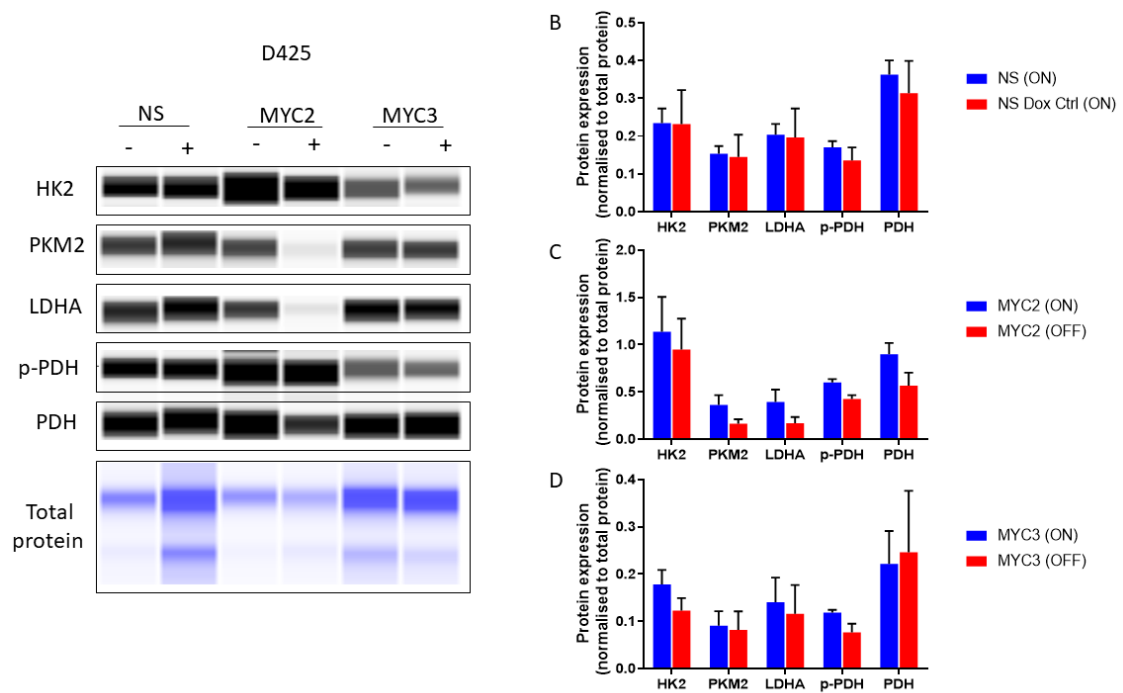 D425
NS MYC2 MYC3
- + - + - +
HK2
PKM2
LDHA
p-PDH
PDH
Total
protein
B
Protein expression
(normalised to total protein)
0.5
0.4
0.3
0.2
0.1
0.0
HK2 PKM2 LDHA p-PDH PDH
NS (ON)
NS Dox Ctrl (ON)
C
Protein expression
(normalised to total protein)
2.0
1.5
1.0
0.5
0.0
HK2 PKM2 LDHA p-PDH PDH
MYC2 (ON)
MYC2 (OFF)
D
Protein expression
(normalised to total protein)
0.4
0.3
0.2
0.1
0.0
HK2 PKM2 LDHA p-PDH PDH
MYC3 (ON)
MYC3 (OFF)